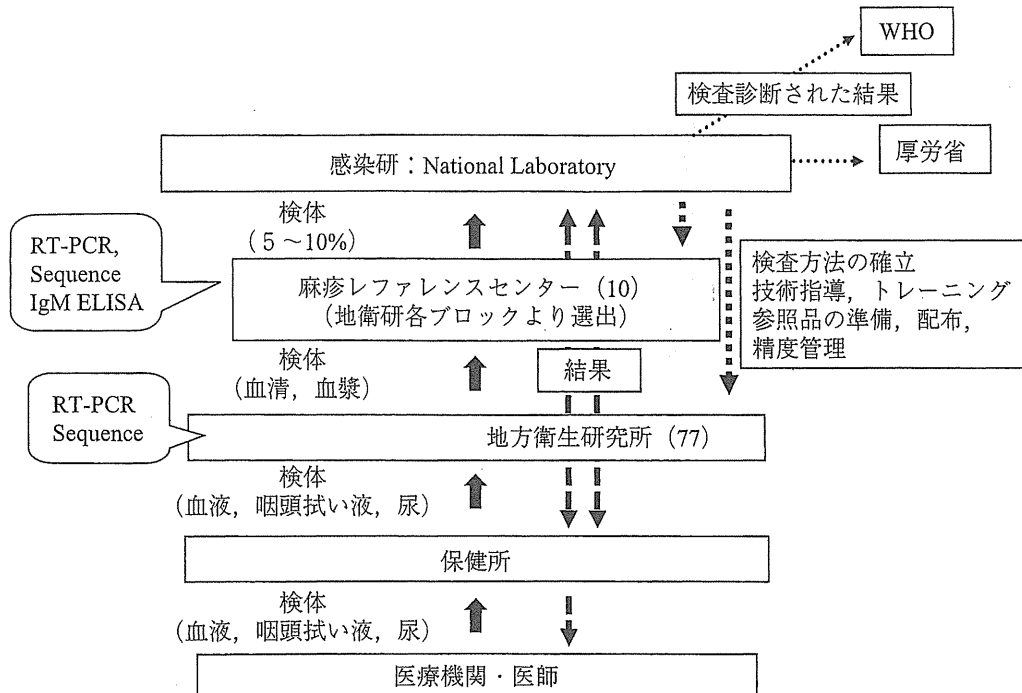 WHO
検査診断された結果
厚労省
感染研：National Laboratory
検体
（5～10%）
RT-PCR,
Sequence
IgM ELISA
麻疹レファレンスセンター（10）
（地衛研各ブロックより選出）
検査方法の確立
技術指導，トレーニング
参照品の準備，配布，
精度管理
検体
（血清，血漿）
結果
RT-PCR
Sequence
地方衛生研究所（77）
検体
（血液，咽頭拭い液，尿）
保健所
検体
（血液，咽頭拭い液，尿）
医療機関・医師